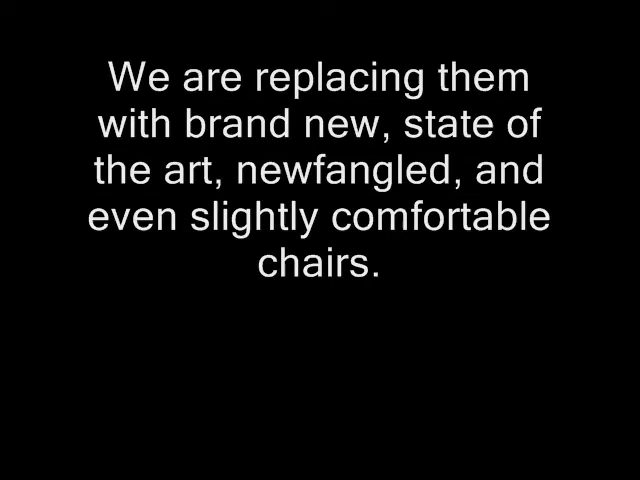 We are replacing them
with brand new, state of
the art, newfangled, and
even slightly comfortable
chairs.